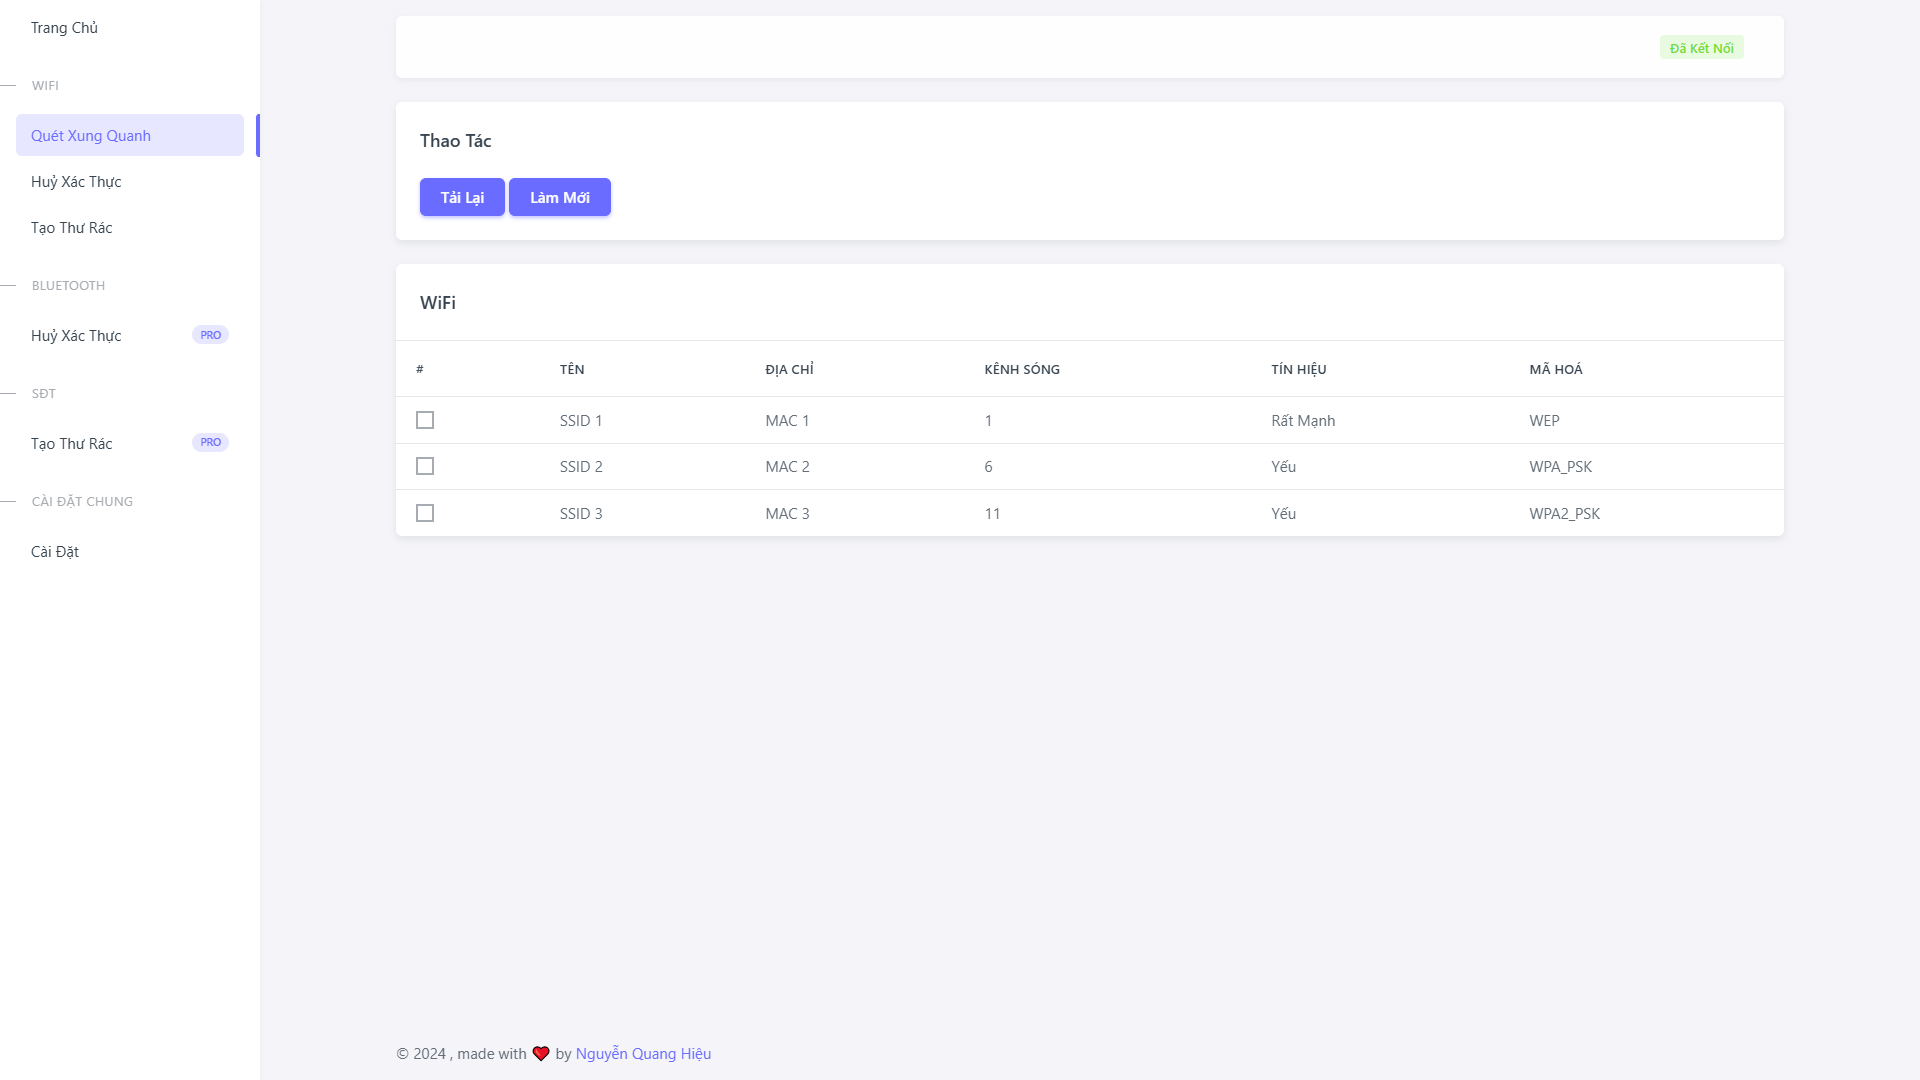 Trang Chủ
WIFI
Quét Xung Quanh
Huỷ Xác Thực
Tạo Thư Rác
BLUETOOTH
Huỷ Xác Thực PRO
SĐT
Tạo Thư Rác PRO
CÀI ĐẶT CHUNG
Cài Đặt
Đã Kết Nối
Thao Tác
Tải Lại Làm Mới
WiFi
# TÊN ĐỊA CHỈ KÊNH SÓNG TÍN HIỆU MÃ HOÁ
SSID 1 MAC 1 1 Rất Mạnh WEP
SSID 2 MAC 2 6 Yếu WPA_PSK
SSID 3 MAC 3 11 Yếu WPA2_PSK
© 2024 , made with ❤️ by Nguyễn Quang Hiệu